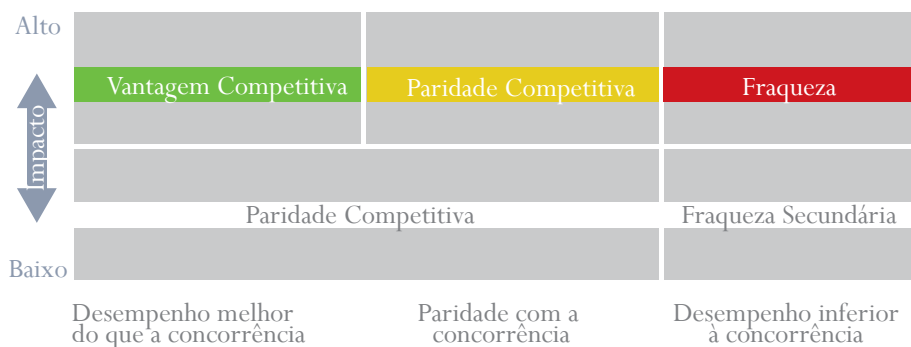 Alto
Vantagem Competitiva
Paridade Competitiva
Fraqueza
Impacto
Paridade Competitiva
Fraqueza Secundária
Baixo
Desempenho melhor
do que a concorrência
Paridade com a
concorrência
Desempenho inferior
à concorrência